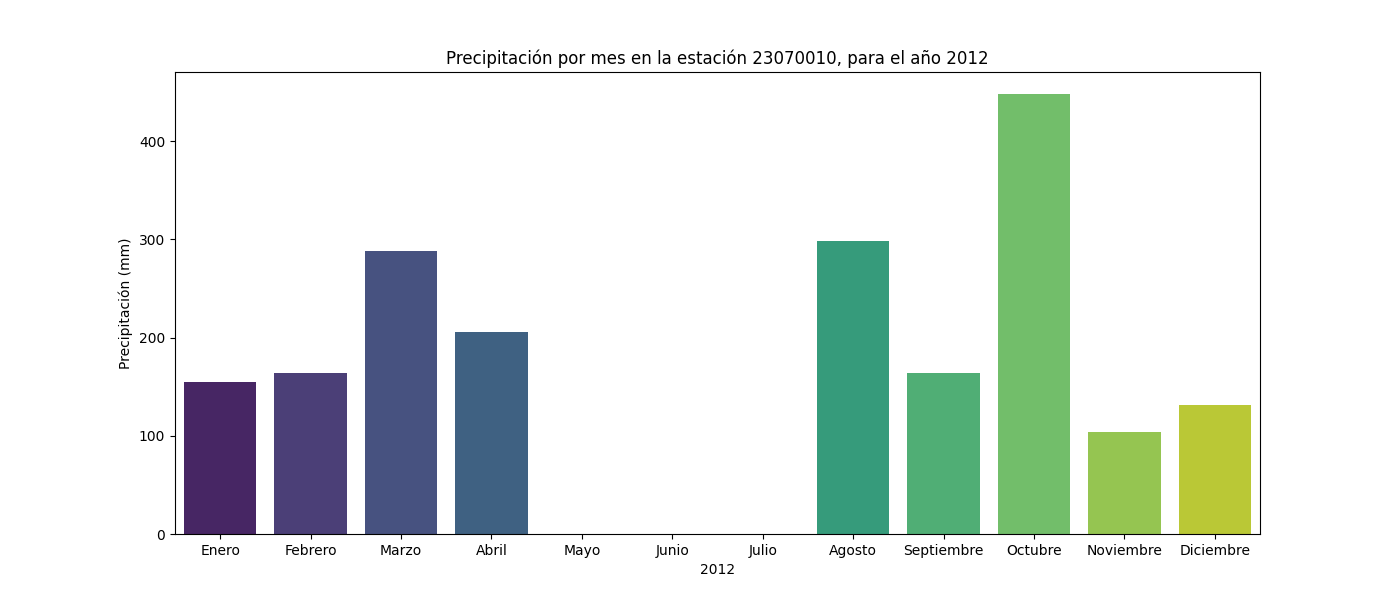 Precipitación por mes en la estación 23070010, para el año 2012
Precipitación (mm)
400
300
200
100
0
Enero Febrero Marzo Abril Mayo Junio Julio Agosto Septiembre Octubre Noviembre Diciembre
2012